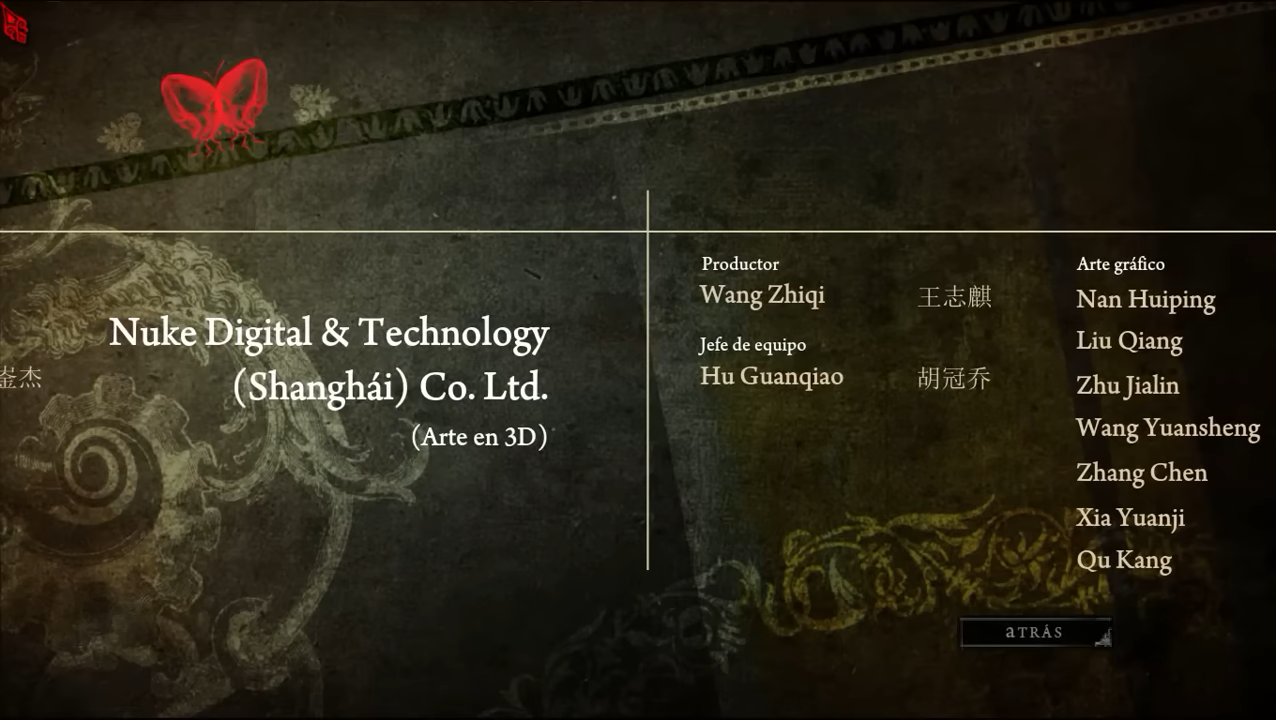 Nuke Digital & Technology
(Shanghái) Co. Ltd.
(Arte en 3D)
杰
Productor
Wang Zhiqi 王志麒
Jefe de equipo
Hu Guanqiao 胡冠乔
Arte gráfico
Nan Huiping
Liu Qiang
Zhu Jialin
Wang Yuansheng
Zhang Chen
Xia Yuanji
Qu Kang
aTRÁS